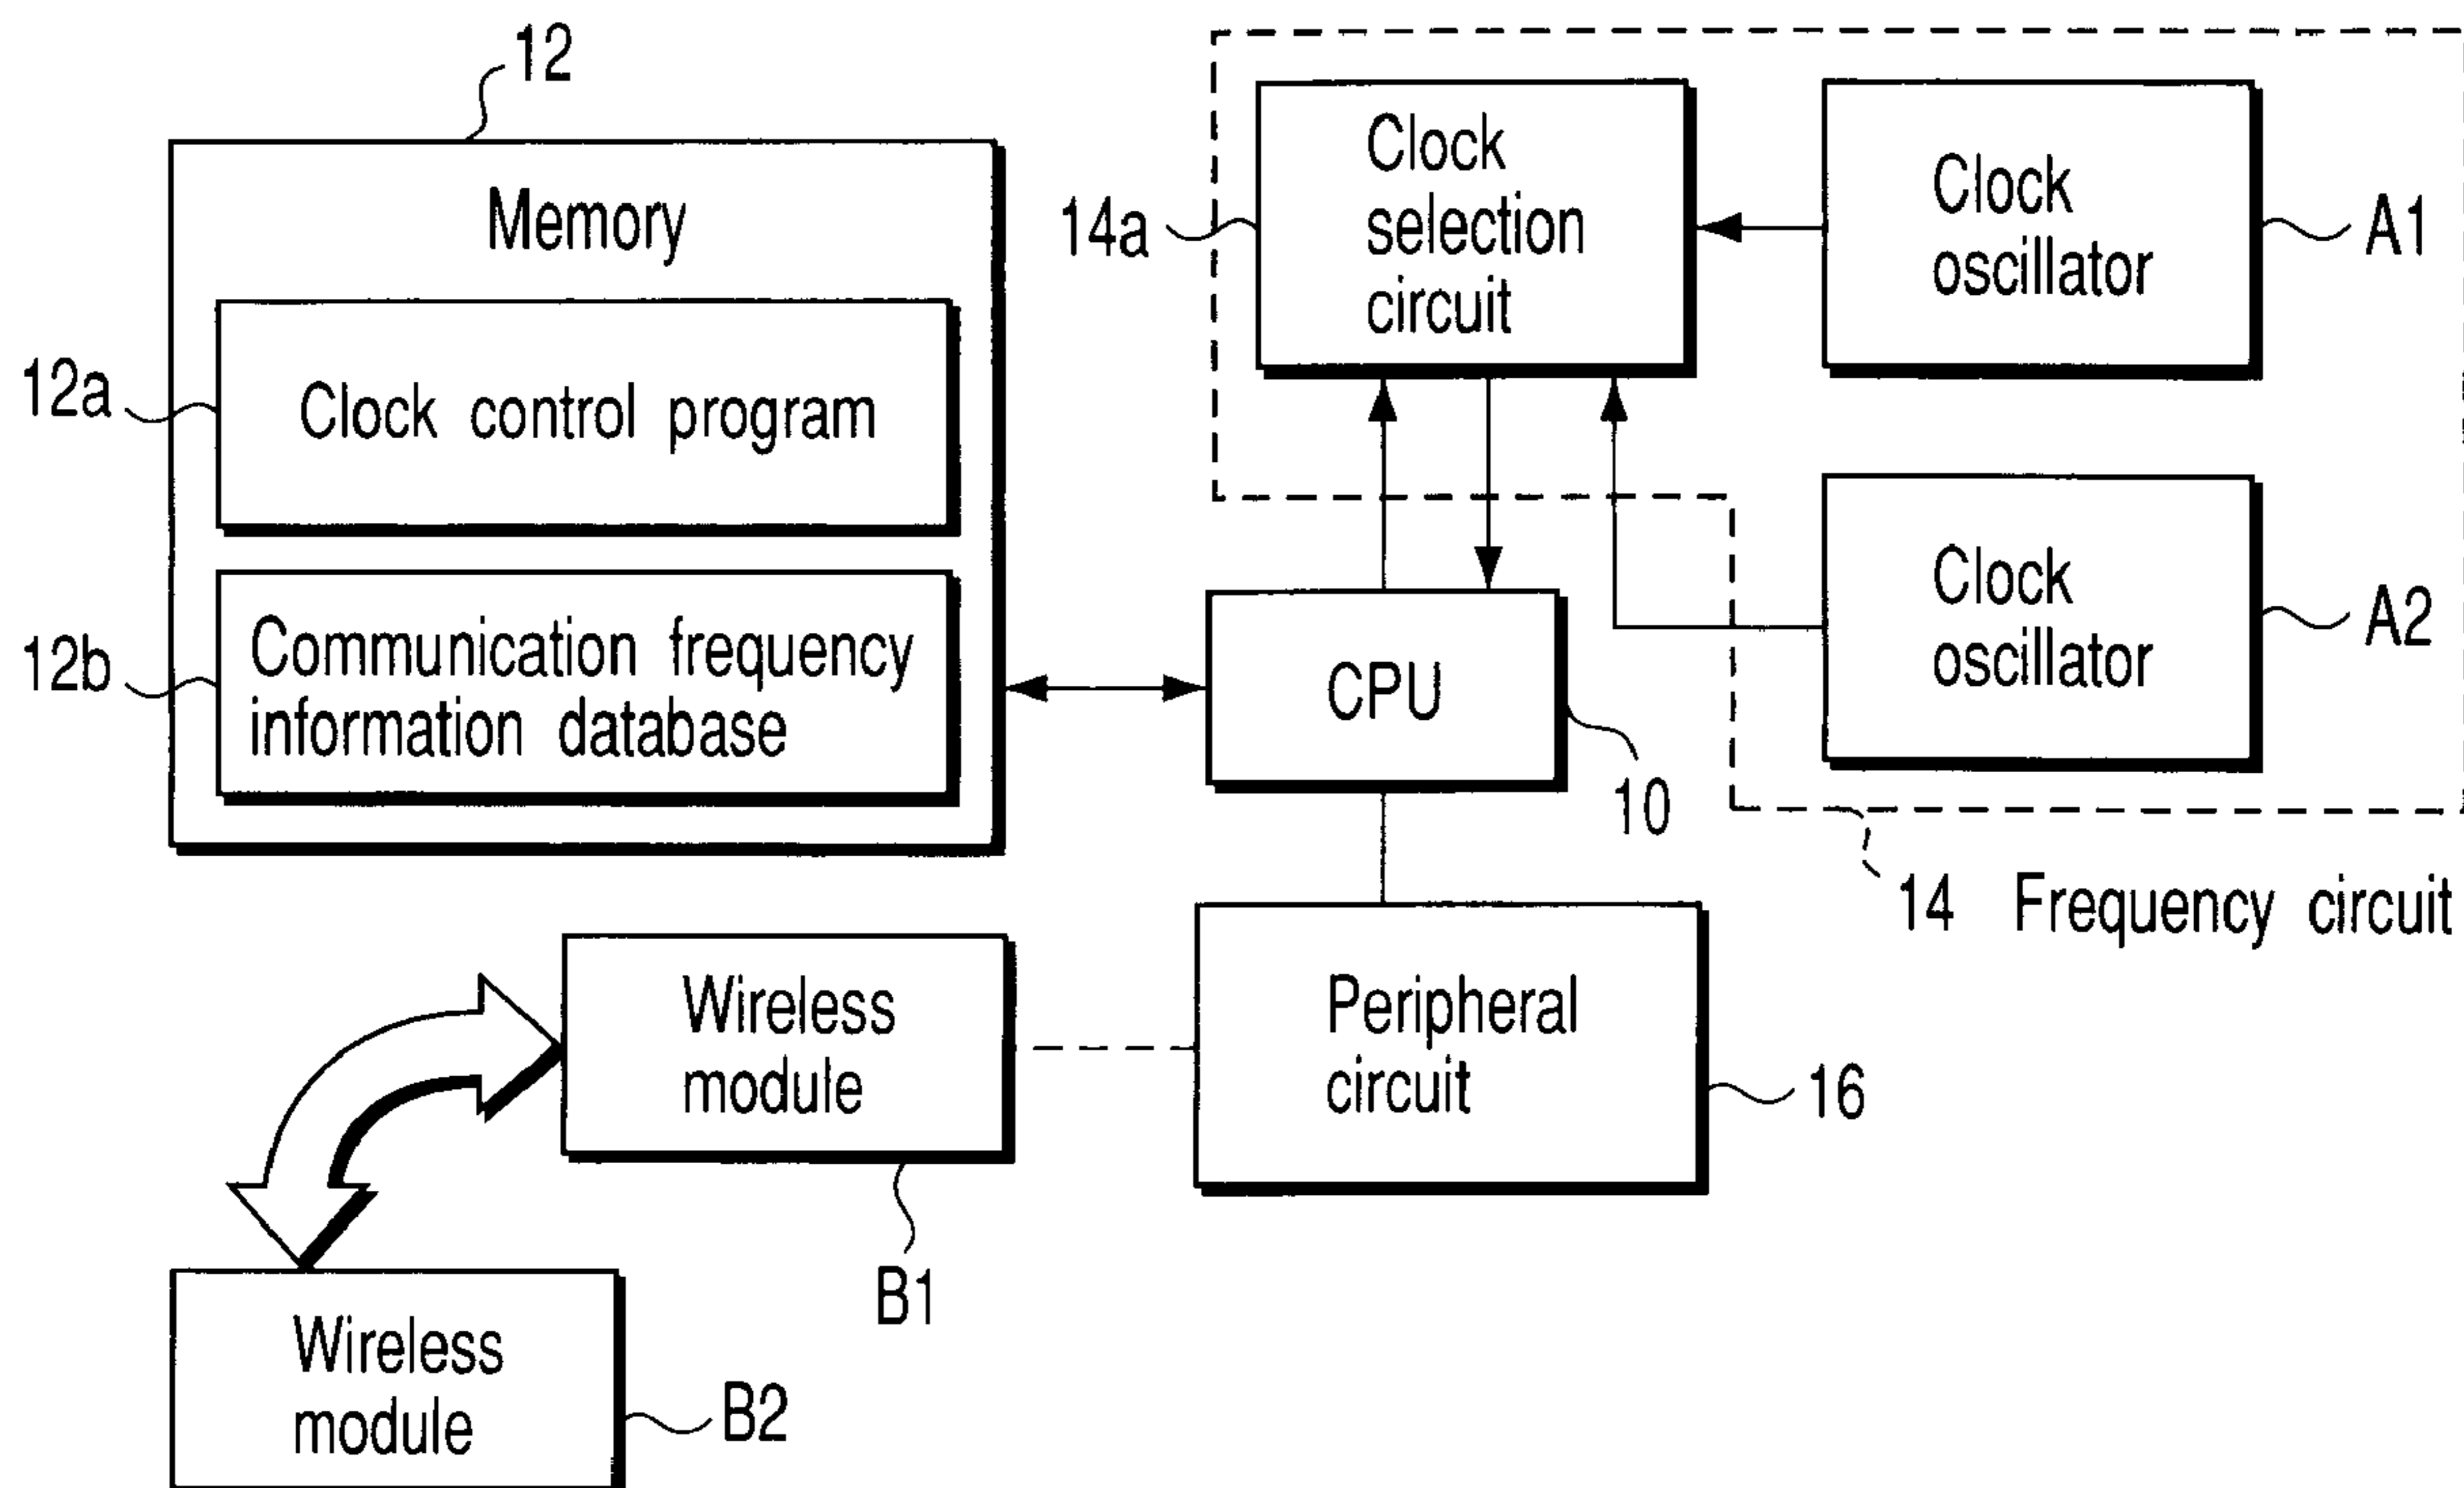 12
Memory
12a
Clock control program
12b
Communication frequency
information database
14a
Clock
selection
circuit
Clock
oscillator
A1
Clock
oscillator
A2
CPU
10
14 Frequency circuit
Peripheral
circuit
16
Wireless
module
B1
Wireless
module
B2